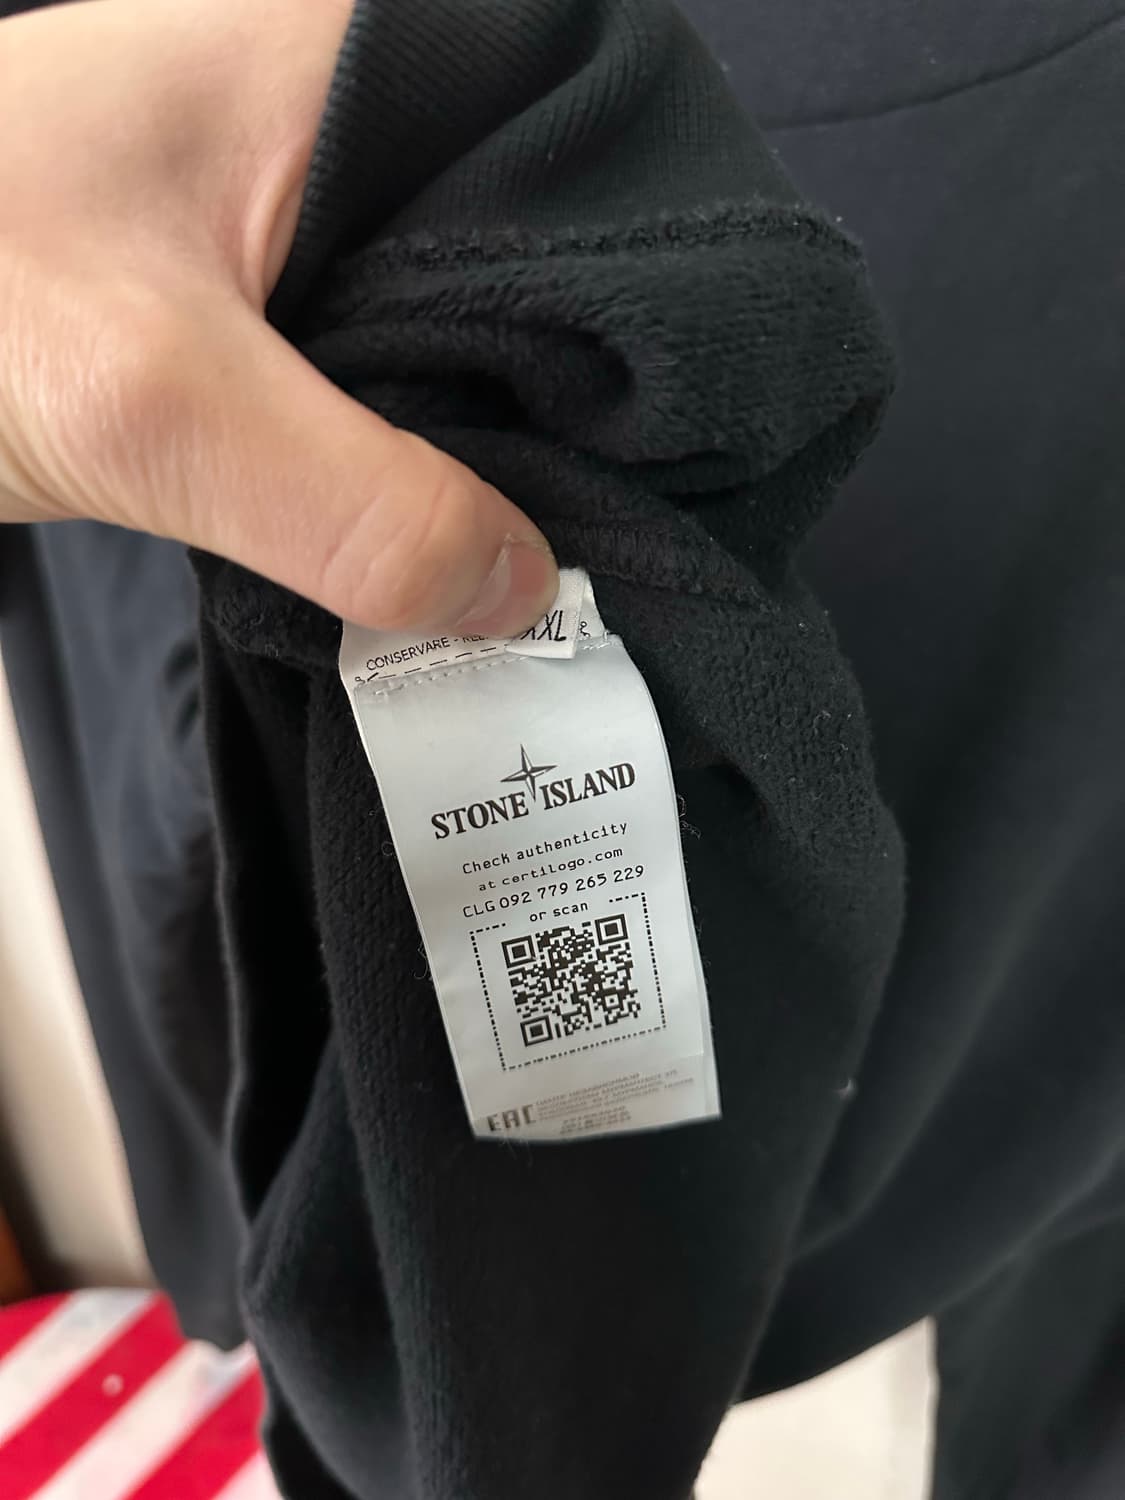 XXL
CONSERVARE -
STONE ISLAND
Check authenticity
at certilogo.com
CLG 092 779 265 229
or scan
EAC